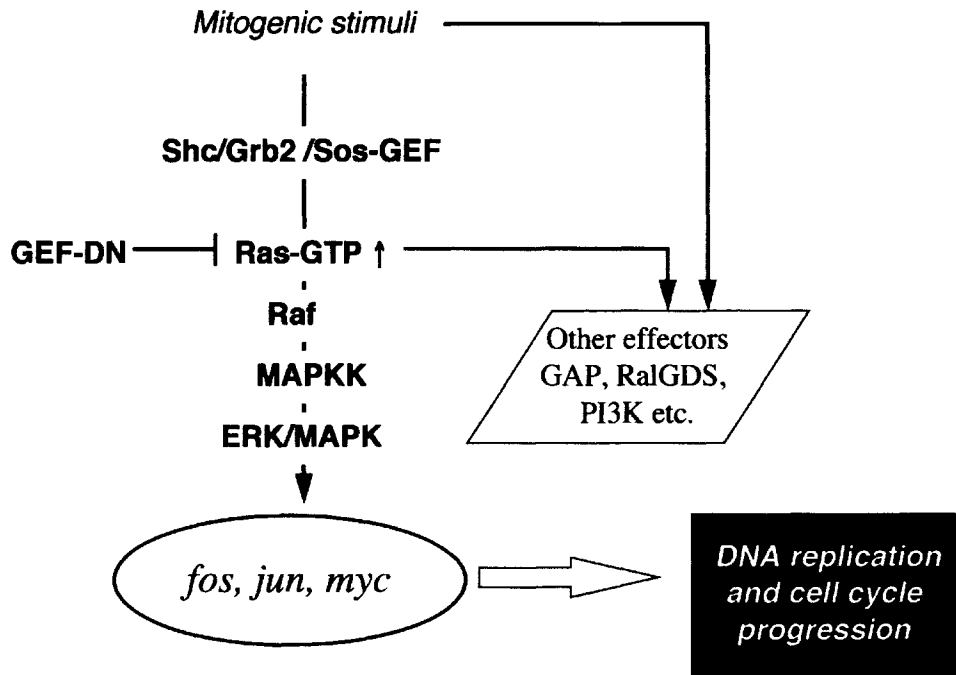 Mitogenic stimuli
Shc/Grb2 /Sos-GEF
GEF-DN
Ras-GTP ↑
Raf
MAPKK
ERK/MAPK
Other effectors
GAP, RalGDS,
PI3K etc.
fos, jun, myc
DNA replication
and cell cycle
progression